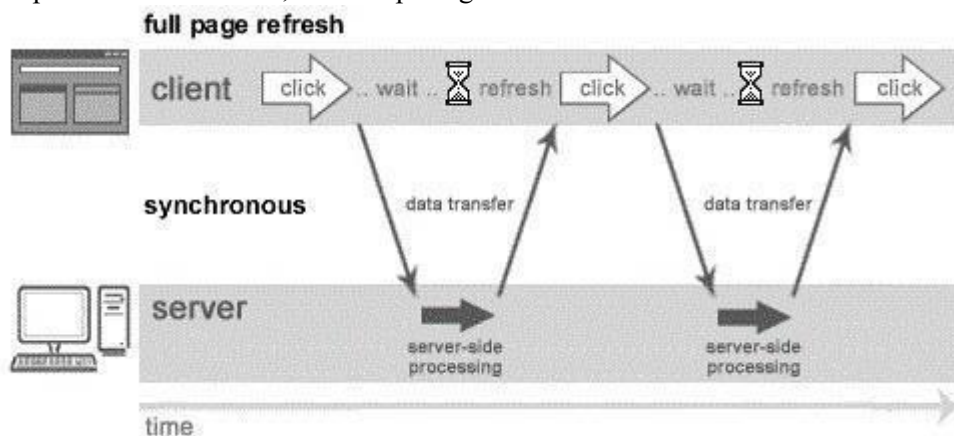 full page refresh
client click .. wait .. refresh click .. wait .. refresh click
synchronous data transfer data transfer
server
server-side processing server-side processing
time